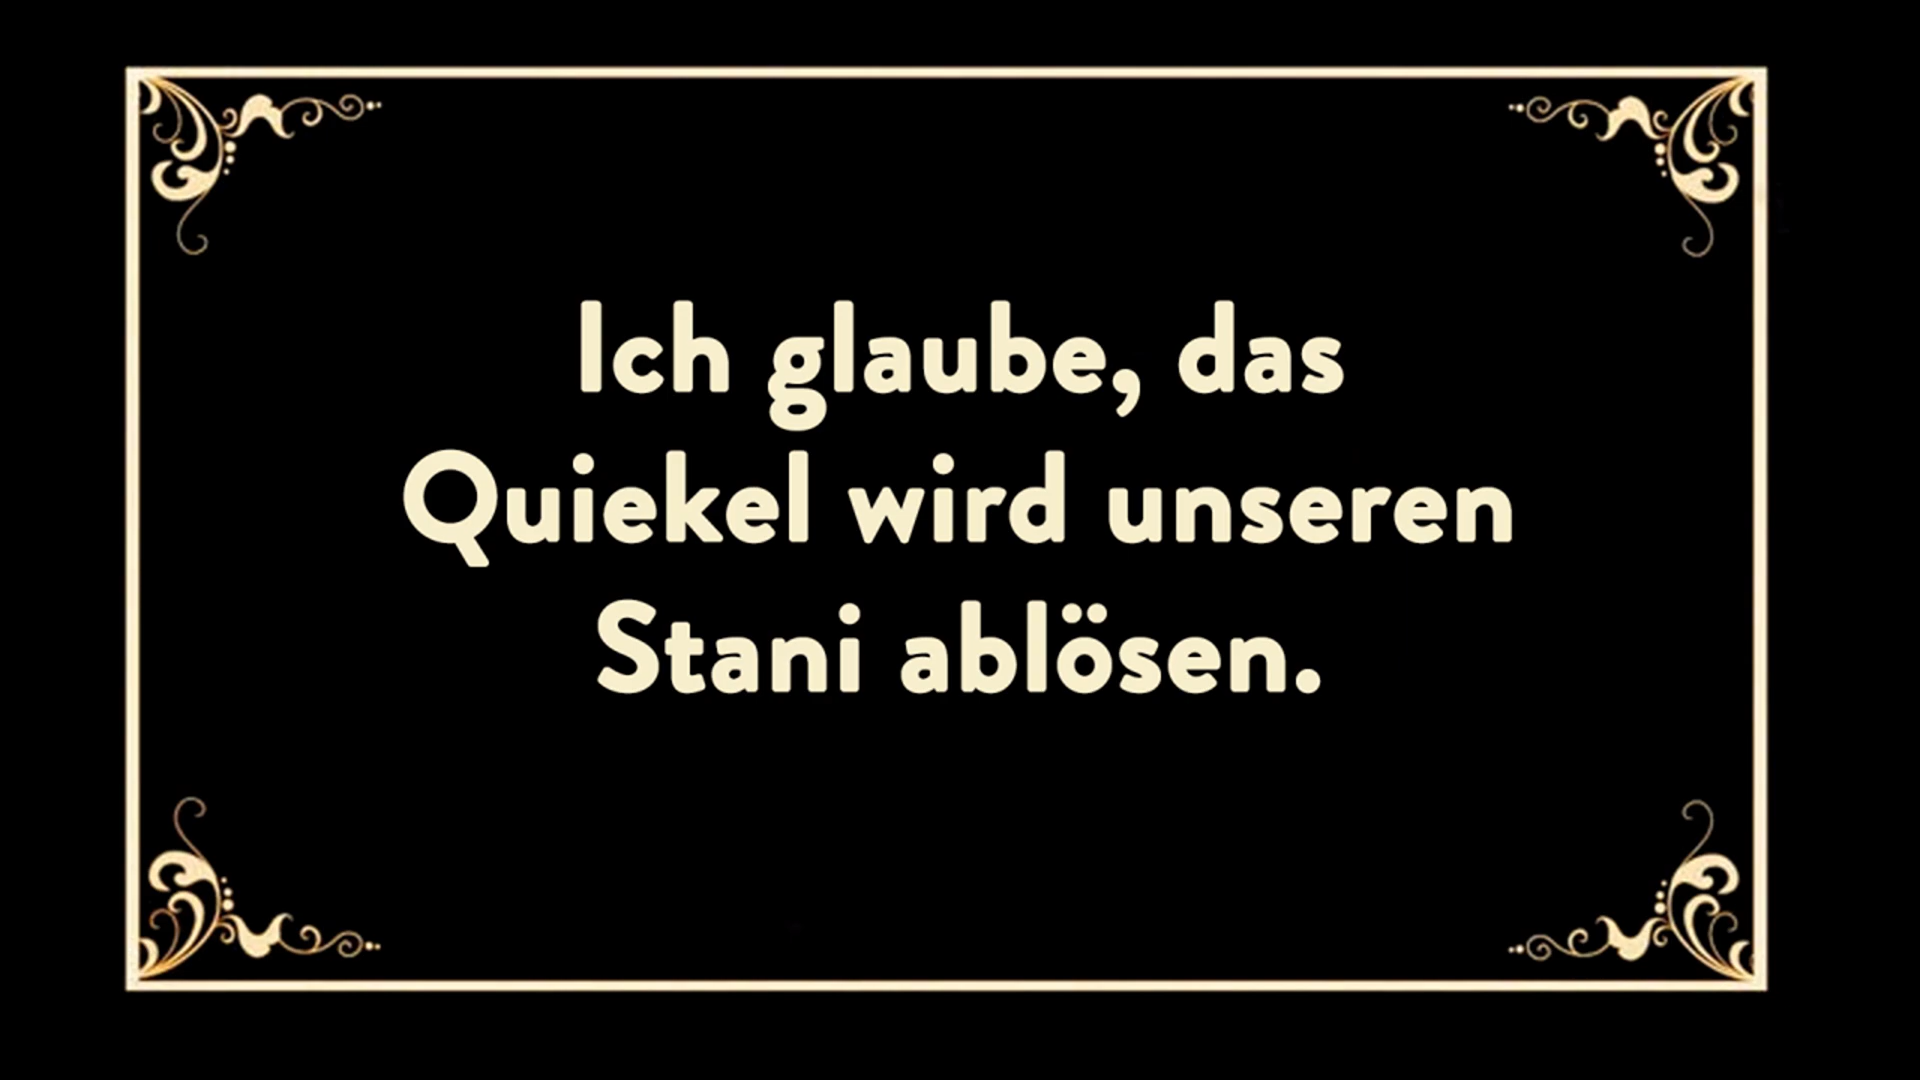 Ich glaube, das
Quiekel wird unseren
Stani ablösen.